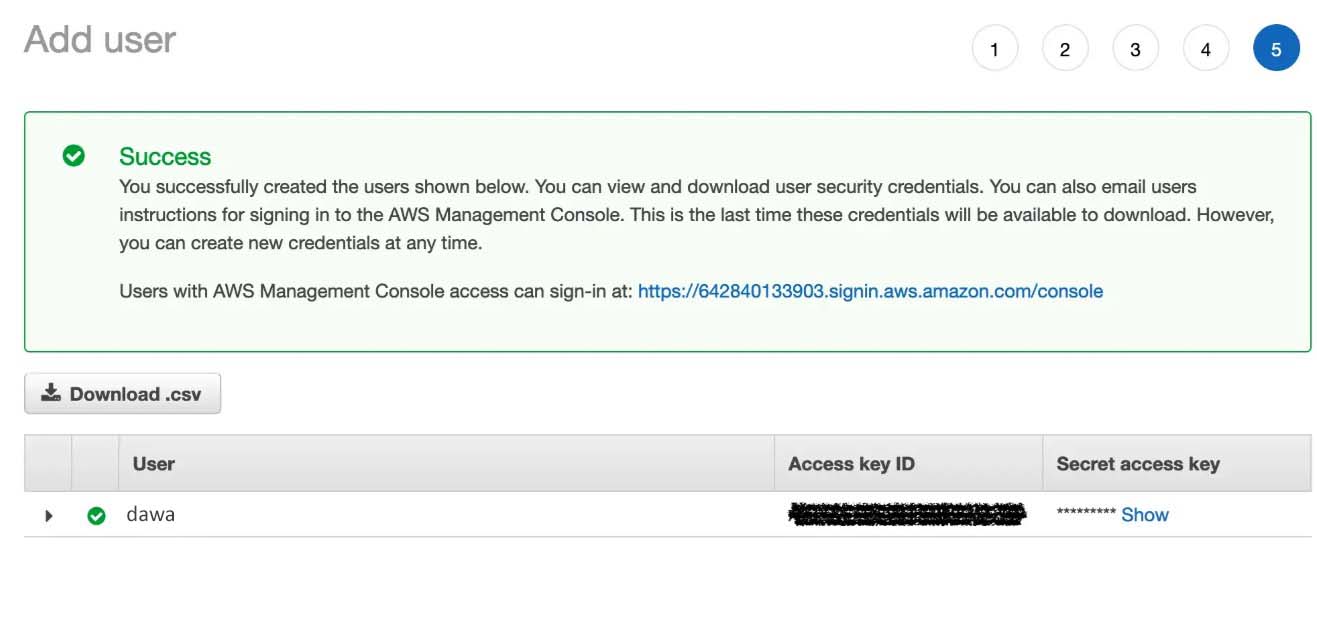 Add user
1 2 3 4 5
Success
You successfully created the users shown below. You can view and download user security credentials. You can also email users
instructions for signing in to the AWS Management Console. This is the last time these credentials will be available to download. However,
you can create new credentials at any time.
Users with AWS Management Console access can sign-in at: https://642840133903.signin.aws.amazon.com/console
Download .csv
User Access key ID Secret access key
dawa ********* Show